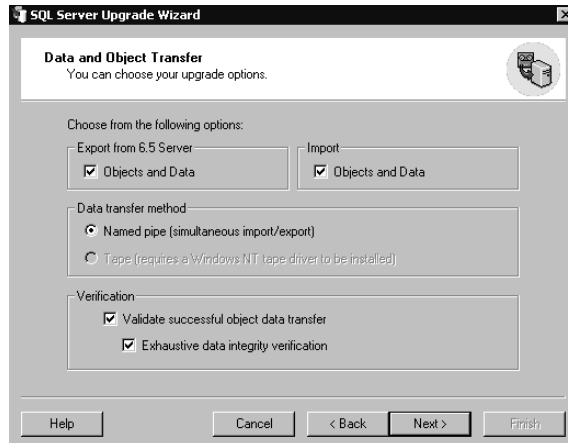 SQL Server Upgrade Wizard
Data and Object Transfer
You can choose your upgrade options.
Choose from the following options:
Export from 6.5 Server
Import
Objects and Data
Objects and Data
Data transfer method
Named pipe (simultaneous import/export)
Tape (requires a Windows NT tape driver to be installed)
Verification
Validate successful object data transfer
Exhaustive data integrity verification
Help
Cancel
< Back
Next >
Finish